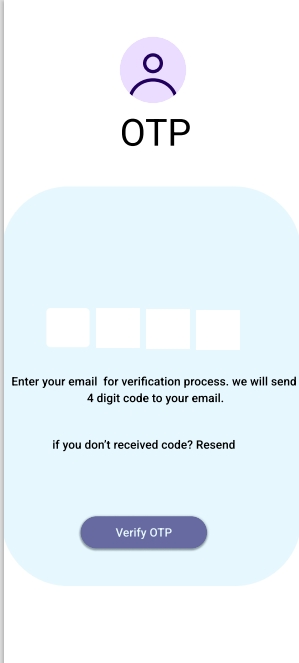 OTP
Enter your email for verification process. we will send
4 digit code to your email.
if you don't received code? Resend
Verify OTP